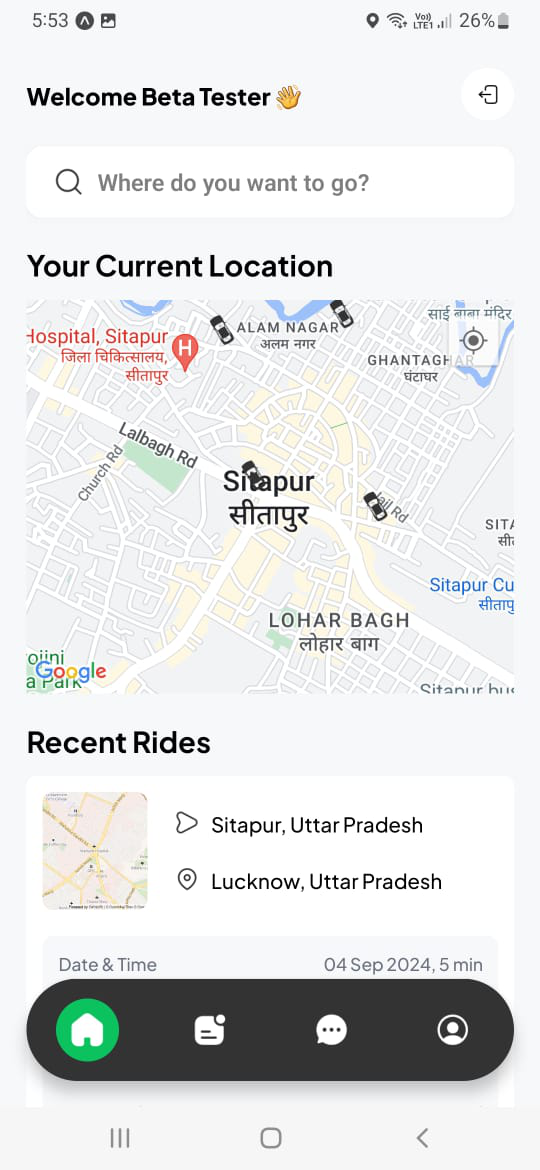 5:53
Vo))
LTE1
26%
Welcome Beta Tester 👋
Where do you want to go?
Your Current Location
ALAM NAGAR
अलम नगर
साई बाबा मंदिर
Hospital, Sitapur
जिला चिकित्सालय,
सीतापुर
H
GHANTAGHAR
घंटाघर
Lalbagh Rd
Church Rd
Sitapur
सीतापुर
Jail Rd
SITA
सी
Sitapur Cu
सीतापु
LOHAR BAGH
लोहार बाग
ojini
a Park
Google
Sitapur bus
Recent Rides
Sitapur, Uttar Pradesh
Lucknow, Uttar Pradesh
Date & Time
04 Sep 2024, 5 min